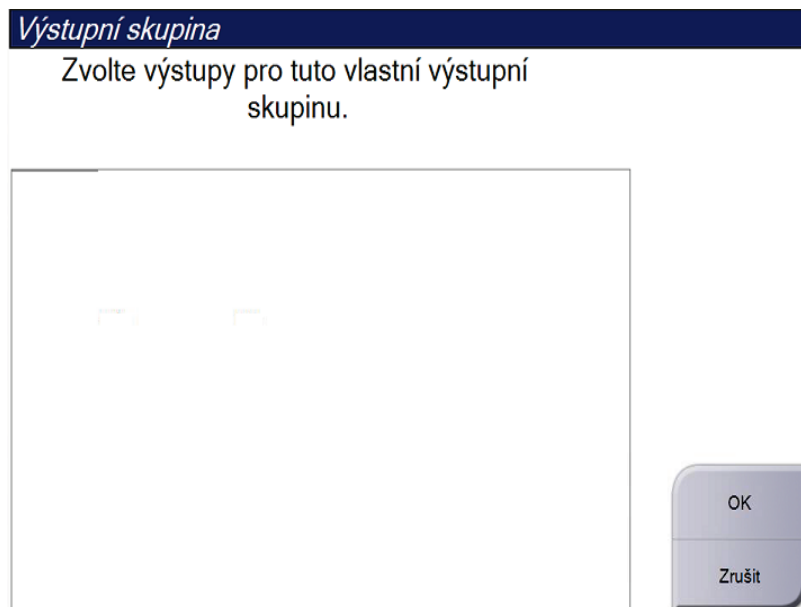 Výstupní skupina
Zvolte výstupy pro tuto vlastní výstupní
skupinu.
OK
Zrušit